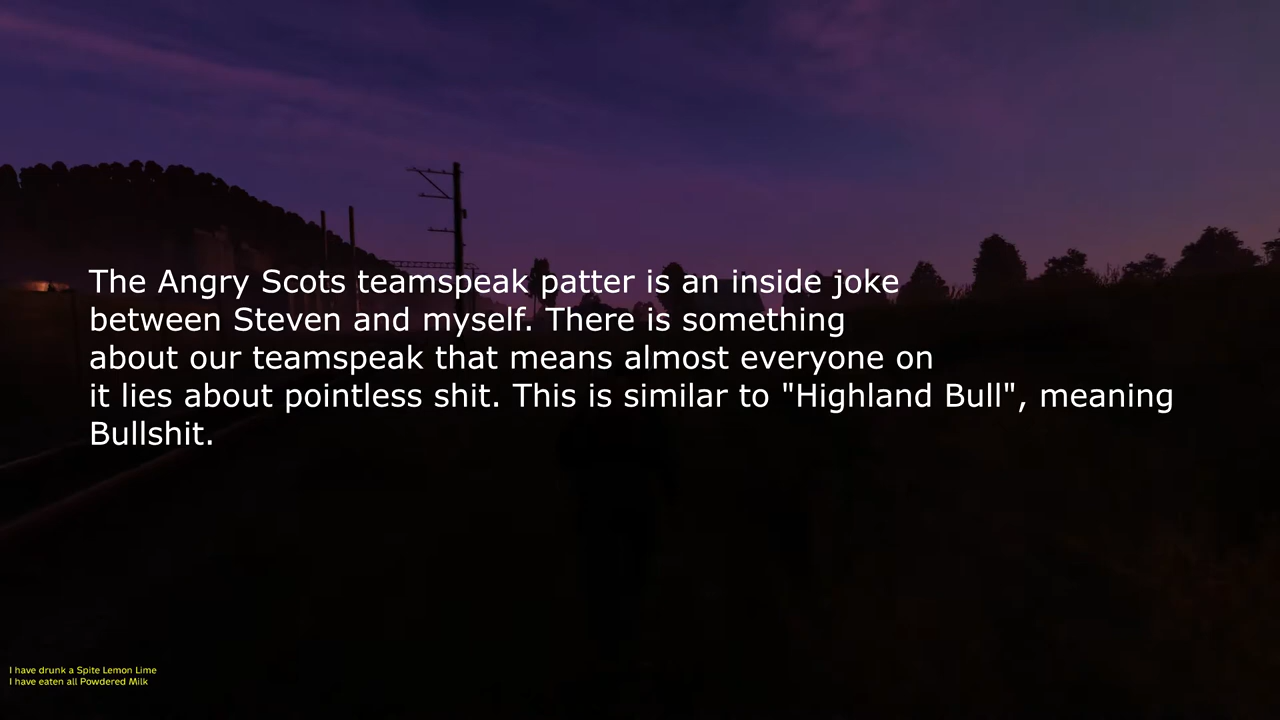 The Angry Scots teamspeak patter is an inside joke
between Steven and myself. There is something
about our teamspeak that means almost everyone on
it lies about pointless shit. This is similar to "Highland Bull", meaning
Bullshit.
I have drunk a Spite Lemon Lime
I have eaten all Powdered Milk